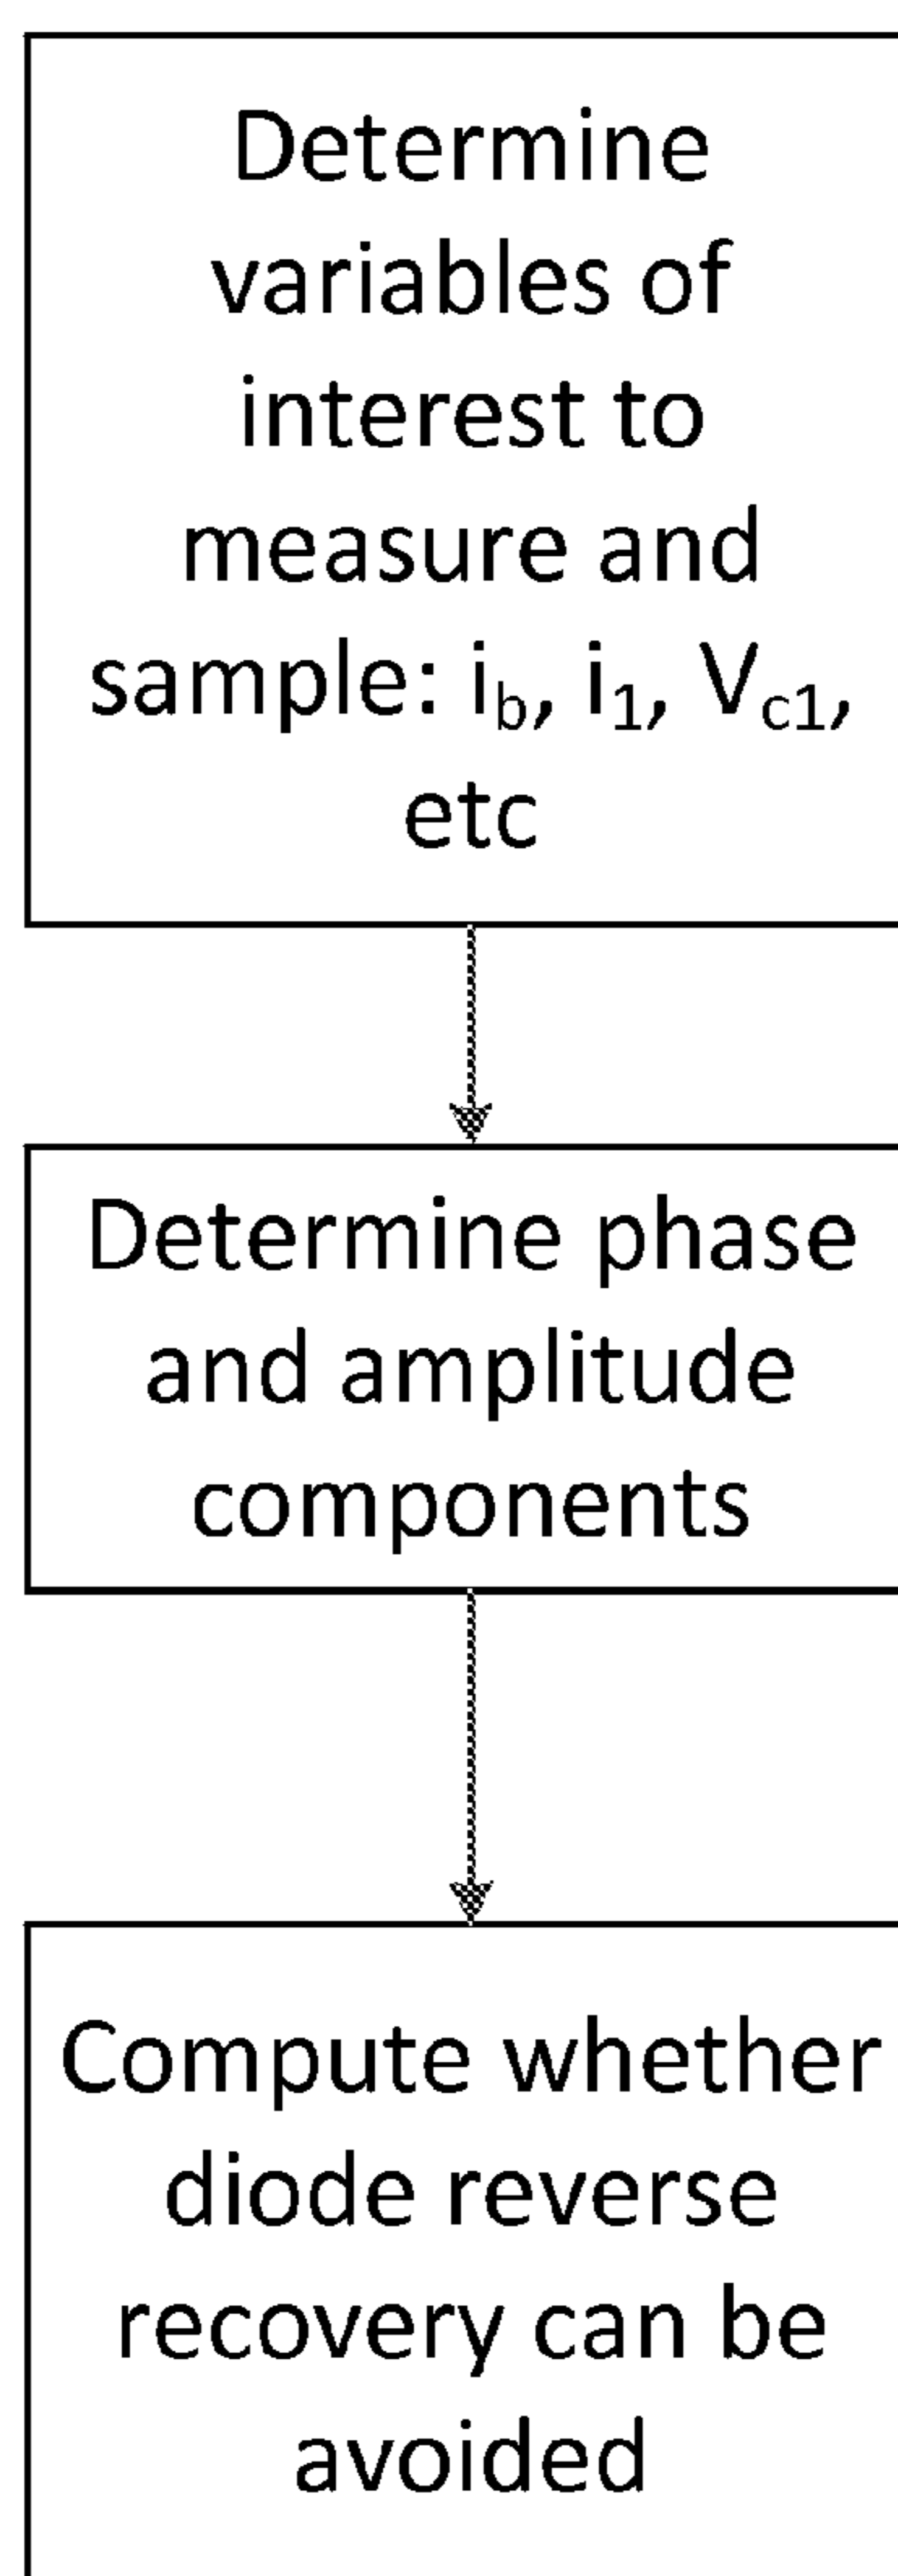 Determine
variables of
interest to
measure and
sample: i_b, i_1, V_c1,
etc
Determine phase
and amplitude
components
Compute whether
diode reverse
recovery can be
avoided